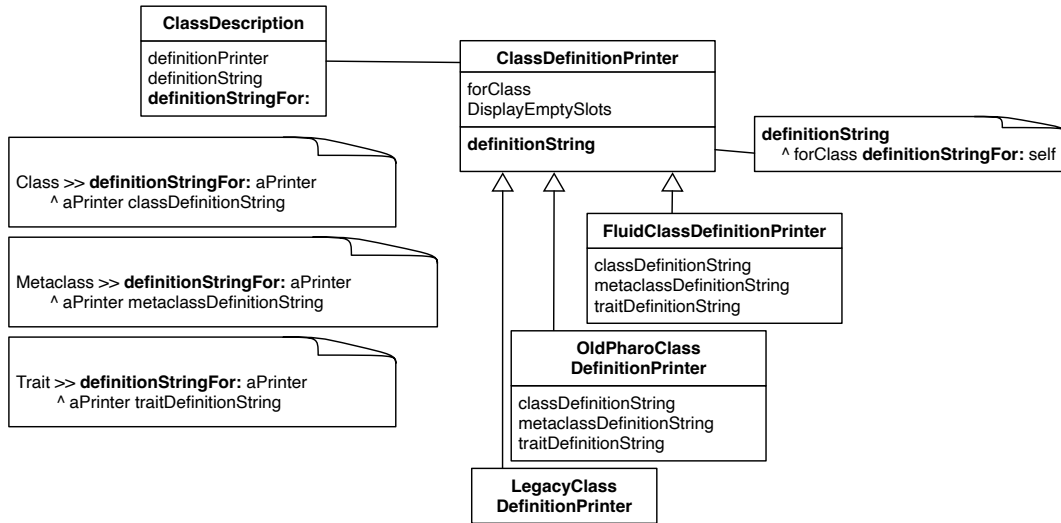 ClassDescription
definitionPrinter
definitionString
definitionStringFor:
ClassDefinitionPrinter
forClass
DisplayEmptySlots
definitionString
definitionString
^ forClass definitionStringFor: self
Class >> definitionStringFor: aPrinter
^ aPrinter classDefinitionString
Metaclass >> definitionStringFor: aPrinter
^ aPrinter metaclassDefinitionString
Trait >> definitionStringFor: aPrinter
^ aPrinter traitDefinitionString
FluidClassDefinitionPrinter
classDefinitionString
metaclassDefinitionString
traitDefinitionString
OldPharoClass
DefinitionPrinter
classDefinitionString
metaclassDefinitionString
traitDefinitionString
LegacyClass
DefinitionPrinter